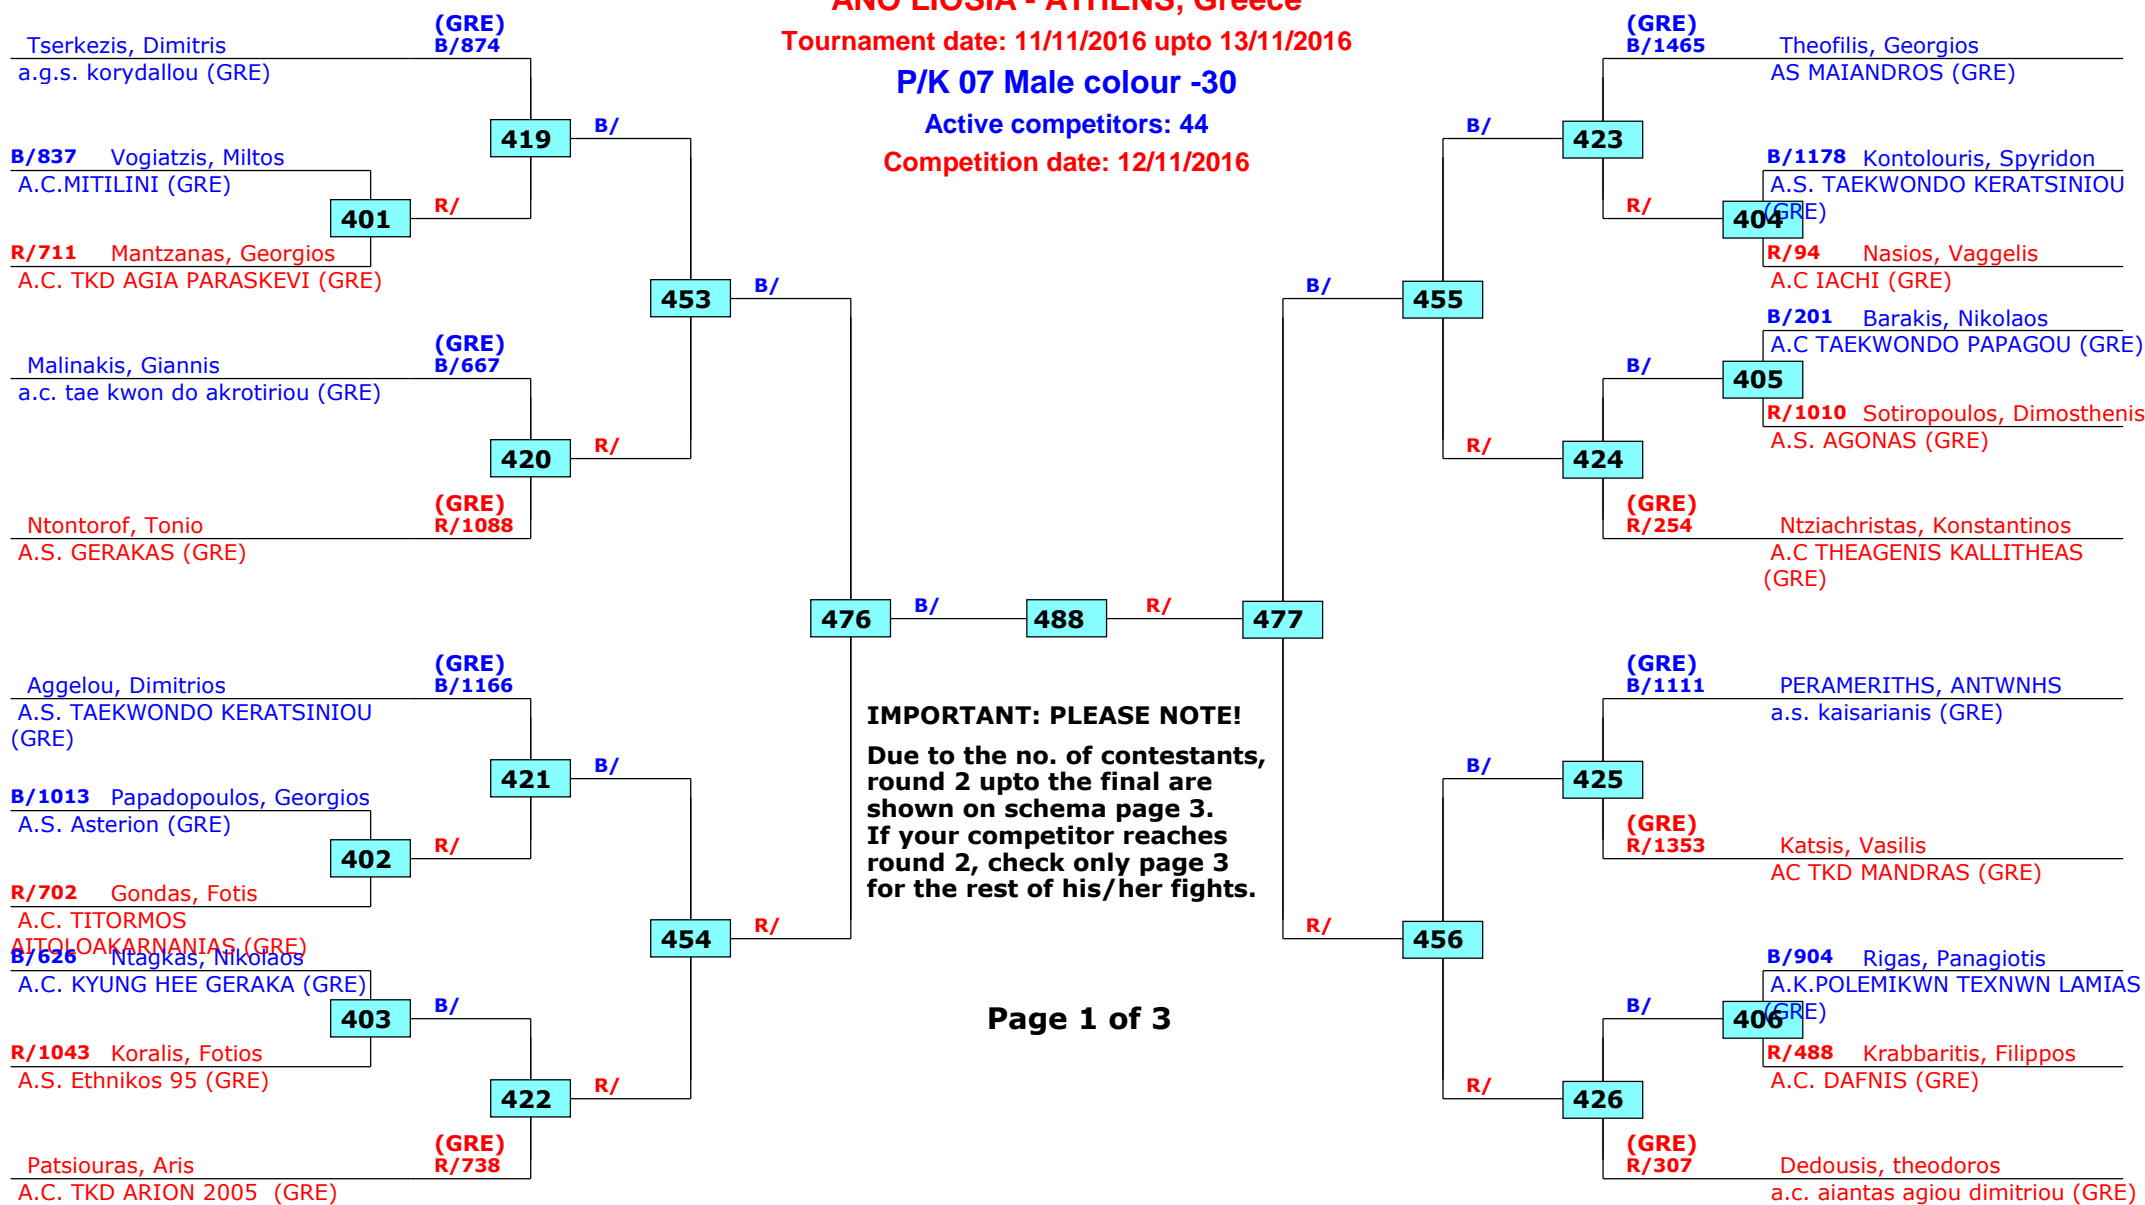 ANO LIOSIA - ATHENS, Greece
Tournament date: 11/11/2016 upto 13/11/2016
P/K 07 Male colour -30
Active competitors: 44
Competition date: 12/11/2016
(GRE)
Tserkezis, Dimitris B/874
a.g.s. korydallou (GRE)
419 B/
B/837 Vogiatzis, Miltos
A.C.MITILINI (GRE)
401 R/
R/711 Mantzanas, Georgios
A.C. TKD AGIA PARASKEVI (GRE)
453 B/
(GRE)
Malinakis, Giannis B/667
a.c. tae kwon do akrotiriou (GRE)
420 R/
(GRE)
Ntontorof, Tonio R/1088
A.S. GERAKAS (GRE)
476 B/ 488 R/ 477
(GRE)
Aggelou, Dimitrios B/1166
A.S. TAEKWONDO KERATSINIOU
(GRE)
421 B/
B/1013 Papadopoulos, Georgios
A.S. Asterion (GRE)
402 R/
R/702 Gondas, Fotis
A.C. TITORMOS
AITOLOAKARNANIAS (GRE)
454 R/
B/626 Ntagkas, Nikolaos
A.C. KYUNG HEE GERAKA (GRE)
403 B/
R/1043 Koralis, Fotios
A.S. Ethnikos 95 (GRE)
422 R/
(GRE)
Patsiouras, Aris R/738
A.C. TKD ARION 2005 (GRE)
IMPORTANT: PLEASE NOTE!
Due to the no. of contestants,
round 2 upto the final are
shown on schema page 3.
If your competitor reaches
round 2, check only page 3
for the rest of his/her fights.
Page 1 of 3
(GRE)
B/1465 Theofilis, Georgios
AS MAIANDROS (GRE)
B/ 423
B/1178 Kontolouris, Spyridon
A.S. TAEKWONDO KERATSINIOU
(GRE)
R/ 404
R/94 Nasios, Vaggelis
A.C IACHI (GRE)
B/ 455
B/201 Barakis, Nikolaos
A.C TAEKWONDO PAPAGOU (GRE)
B/ 405
R/1010 Sotiropoulos, Dimosthenis
A.S. AGONAS (GRE)
R/ 424
(GRE)
R/254 Ntziachristas, Konstantinos
A.C THEAGENIS KALLITHEAS
(GRE)
(GRE)
B/1111 PERAMERITHS, ANTWNHS
a.s. kaisarianis (GRE)
B/ 425
(GRE)
R/1353 Katsis, Vasilis
AC TKD MANDRAS (GRE)
R/ 456
B/904 Rigas, Panagiotis
A.K.POLEMIKWN TEXNWN LAMIAS
(GRE)
B/ 406
R/488 Krabbaritis, Filippos
A.C. DAFNIS (GRE)
R/ 426
(GRE)
R/307 Dedousis, theodoros
a.c. aiantas agiou dimitriou (GRE)